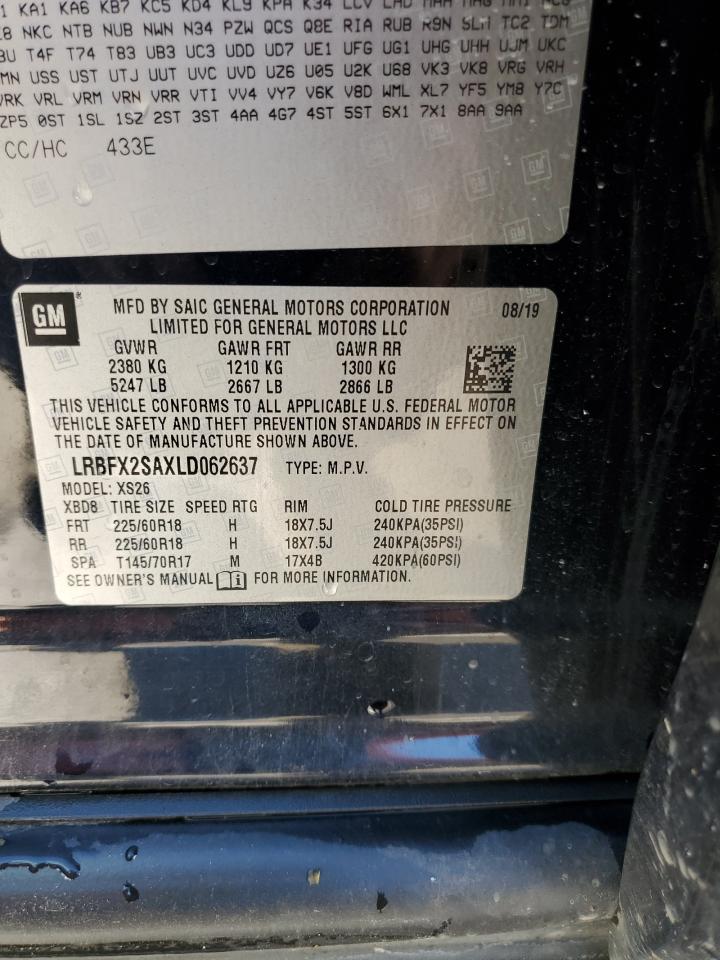 KA1 KA6 KB7 KC5 KD4 KL9 KPA K34 LCV
NKC NTB NUB NWN N34 PZW QCS Q8E RIA RUB R9N SLM TC2 TDM
T4F T74 T83 UB3 UC3 UDD UD7 UE1 UFG UG1 UHG UHH UJM UKC
USS UST UTJ UUT UVC UVD UZ6 U05 U2K U68 VK3 VK8 VRG VRH
VRK VRL VRM VRN VRR VTI VV4 VY7 V6K V8D WML XL7 YF5 YM8 Y7C
ZP5 0ST 1SL 1SZ 2ST 3ST 4AA 4G7 4ST 5ST 6X1 7X1 8AA 9AA
CC/HC 433E
GM
MFD BY SAIC GENERAL MOTORS CORPORATION 08/19
LIMITED FOR GENERAL MOTORS LLC
GVWR GAWR FRT GAWR RR
2380 KG 1210 KG 1300 KG
5247 LB 2667 LB 2866 LB
THIS VEHICLE CONFORMS TO ALL APPLICABLE U.S. FEDERAL MOTOR
VEHICLE SAFETY AND THEFT PREVENTION STANDARDS IN EFFECT ON
THE DATE OF MANUFACTURE SHOWN ABOVE.
LRBFX2SAXLD062637 TYPE: M.P.V.
MODEL: XS26
XBD8 TIRE SIZE SPEED RTG RIM COLD TIRE PRESSURE
FRT 225/60R18 H 18X7.5J 240KPA(35PSI)
RR 225/60R18 H 18X7.5J 240KPA(35PSI)
SPA T145/70R17 M 17X4B 420KPA(60PSI)
SEE OWNER'S MANUAL FOR MORE INFORMATION.